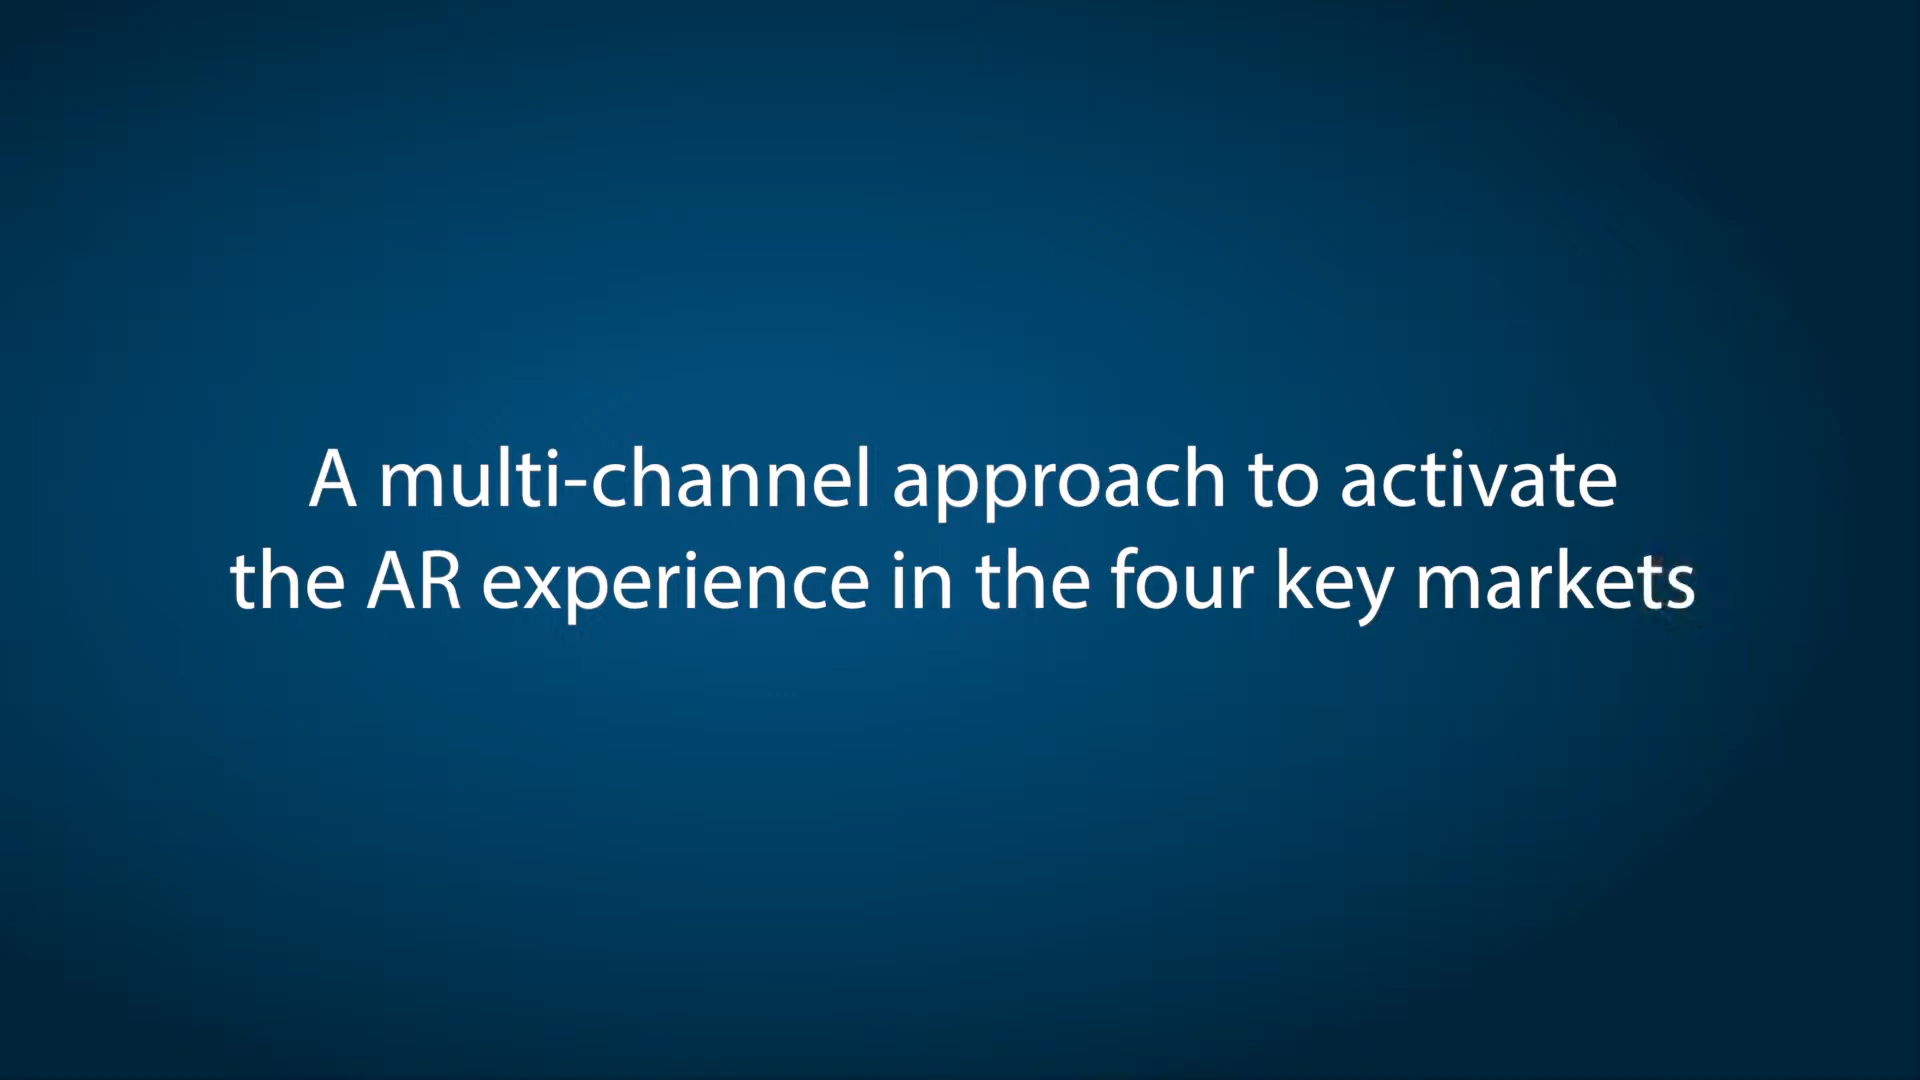 A multi-channel approach to activate
the AR experience in the four key markets